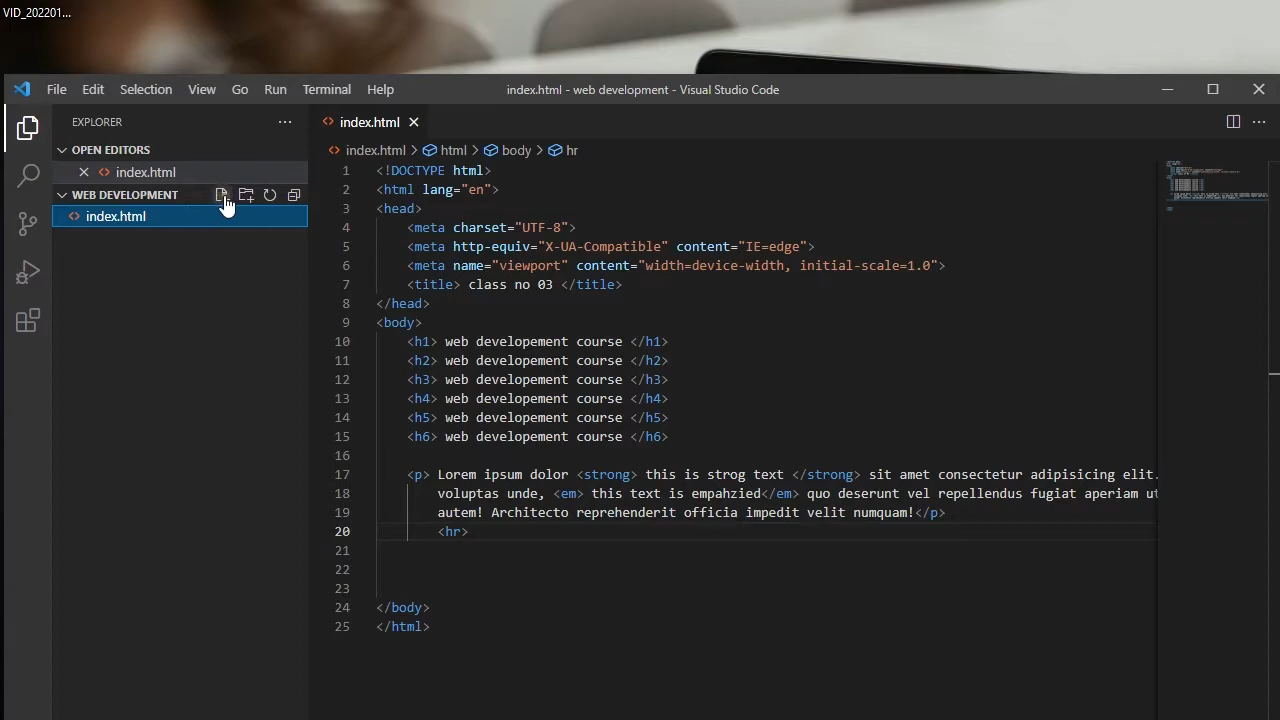 VID_202201...
File Edit Selection View Go Run Terminal Help index.html - web development - Visual Studio Code
EXPLORER
OPEN EDITORS
index.html
WEB DEVELOPMENT
index.html
index.html
index.html > html > body > hr
1 <!DOCTYPE html>
2 <html lang="en">
3 <head>
4 <meta charset="UTF-8">
5 <meta http-equiv="X-UA-Compatible" content="IE=edge">
6 <meta name="viewport" content="width=device-width, initial-scale=1.0">
7 <title> class no 03 </title>
8 </head>
9 <body>
10 <h1> web developement course </h1>
11 <h2> web developement course </h2>
12 <h3> web developement course </h3>
13 <h4> web developement course </h4>
14 <h5> web developement course </h5>
15 <h6> web developement course </h6>
16
17 <p> Lorem ipsum dolor <strong> this is strog text </strong> sit amet consectetur adipisicing elit.
18 voluptas unde, <em> this text is empahzied</em> quo deserunt vel repellendus fugiat aperiam ut
19 autem! Architecto reprehenderit officia impedit velit numquam!</p>
20 <hr>
21
22
23
24 </body>
25 </html>